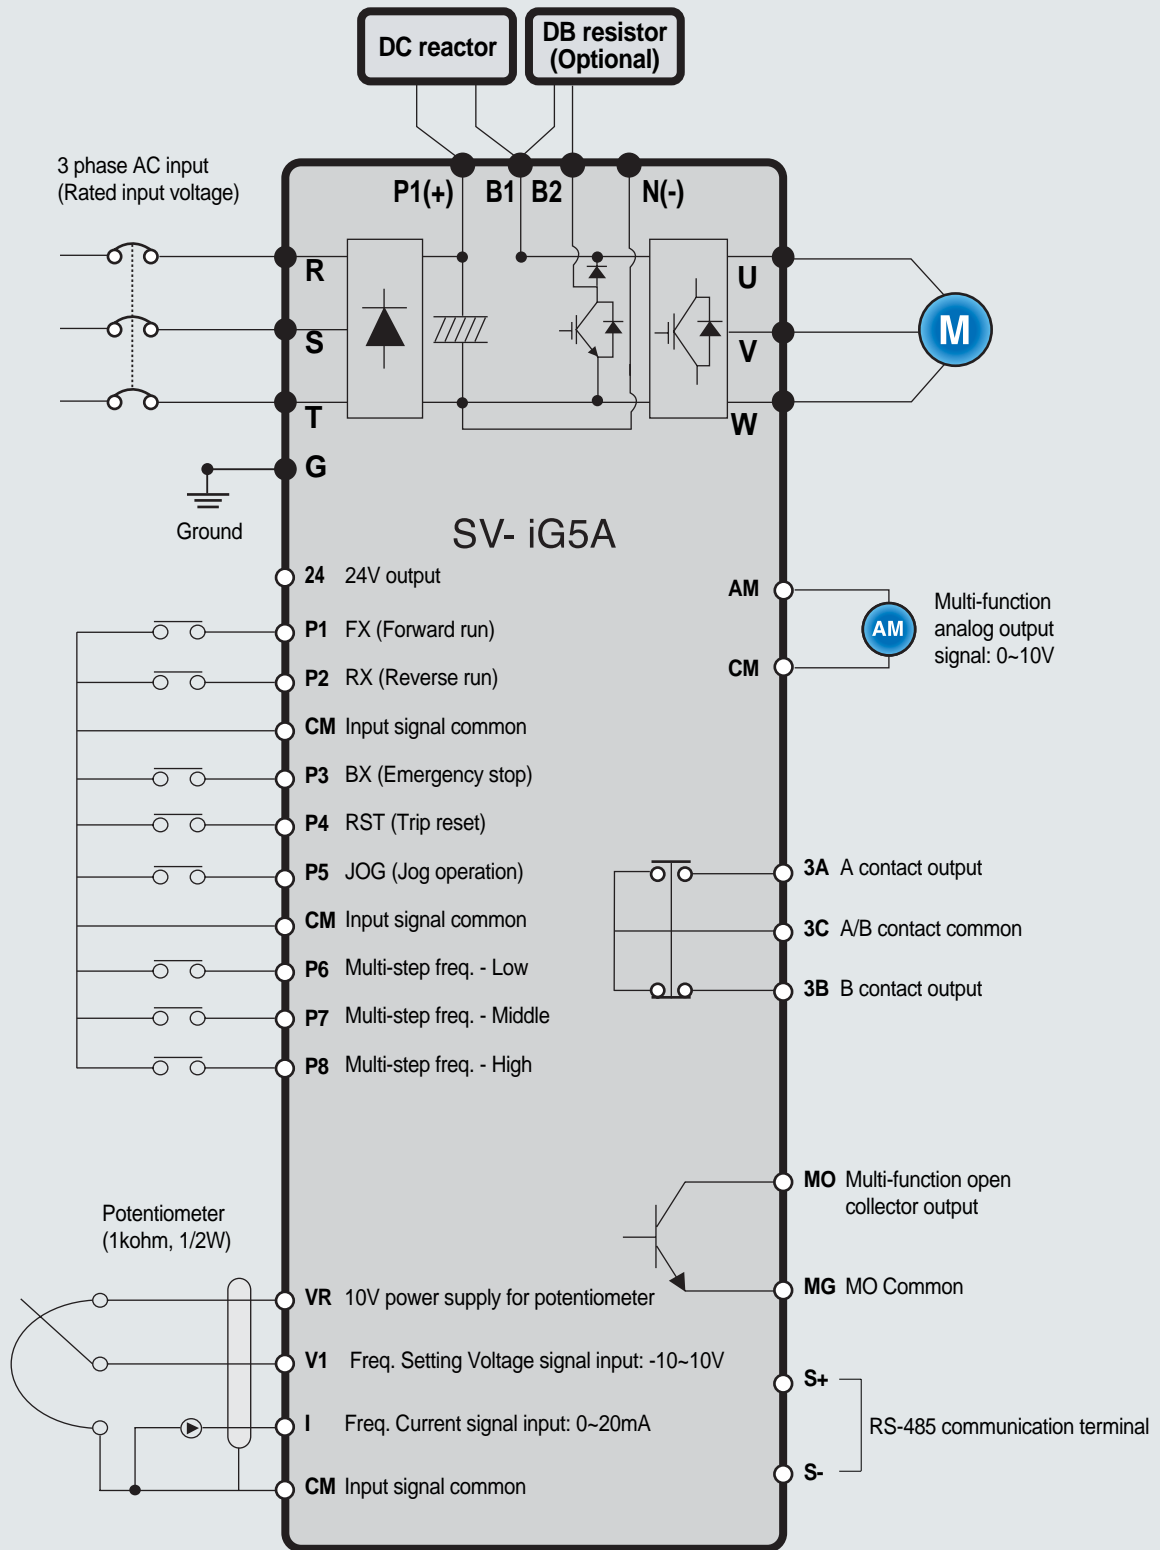 DC reactor
DB resistor
(Optional)
3 phase AC input
(Rated input voltage)
P1(+)
B1
B2
N(-)
R
S
T
G
U
V
W
M
Ground
SV- iG5A
24 24V output
P1 FX (Forward run)
P2 RX (Reverse run)
CM Input signal common
P3 BX (Emergency stop)
P4 RST (Trip reset)
P5 JOG (Jog operation)
CM Input signal common
P6 Multi-step freq. - Low
P7 Multi-step freq. - Middle
P8 Multi-step freq. - High
AM
CM
AM
Multi-function
analog output
signal: 0~10V
3A A contact output
3C A/B contact common
3B B contact output
MO Multi-function open
collector output
MG MO Common
Potentiometer
(1kohm, 1/2W)
VR 10V power supply for potentiometer
V1 Freq. Setting Voltage signal input: -10~10V
I Freq. Current signal input: 0~20mA
CM Input signal common
S+
S-
RS-485 communication terminal